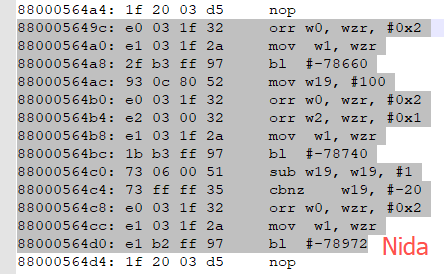 88000564a4: 1f 20 03 d5 nop
880005649c: e0 03 1f 32 orr w0, wzr, #0x2
88000564a0: e1 03 1f 2a mov w1, wzr
88000564a8: 2f b3 ff 97 bl #-78660
88000564ac: 93 0c 80 52 mov w19, #100
88000564b0: e0 03 1f 32 orr w0, wzr, #0x2
88000564b4: e2 03 00 32 orr w2, wzr, #0x1
88000564b8: e1 03 1f 2a mov w1, wzr
88000564bc: 1b b3 ff 97 bl #-78740
88000564c0: 73 06 00 51 sub w19, w19, #1
88000564c4: 73 ff ff 35 cbnz w19, #-20
88000564c8: e0 03 1f 32 orr w0, wzr, #0x2
88000564cc: e1 03 1f 2a mov w1, wzr
88000564d0: e1 b2 ff 97 bl #-78972 Nida
88000564d4: 1f 20 03 d5 nop